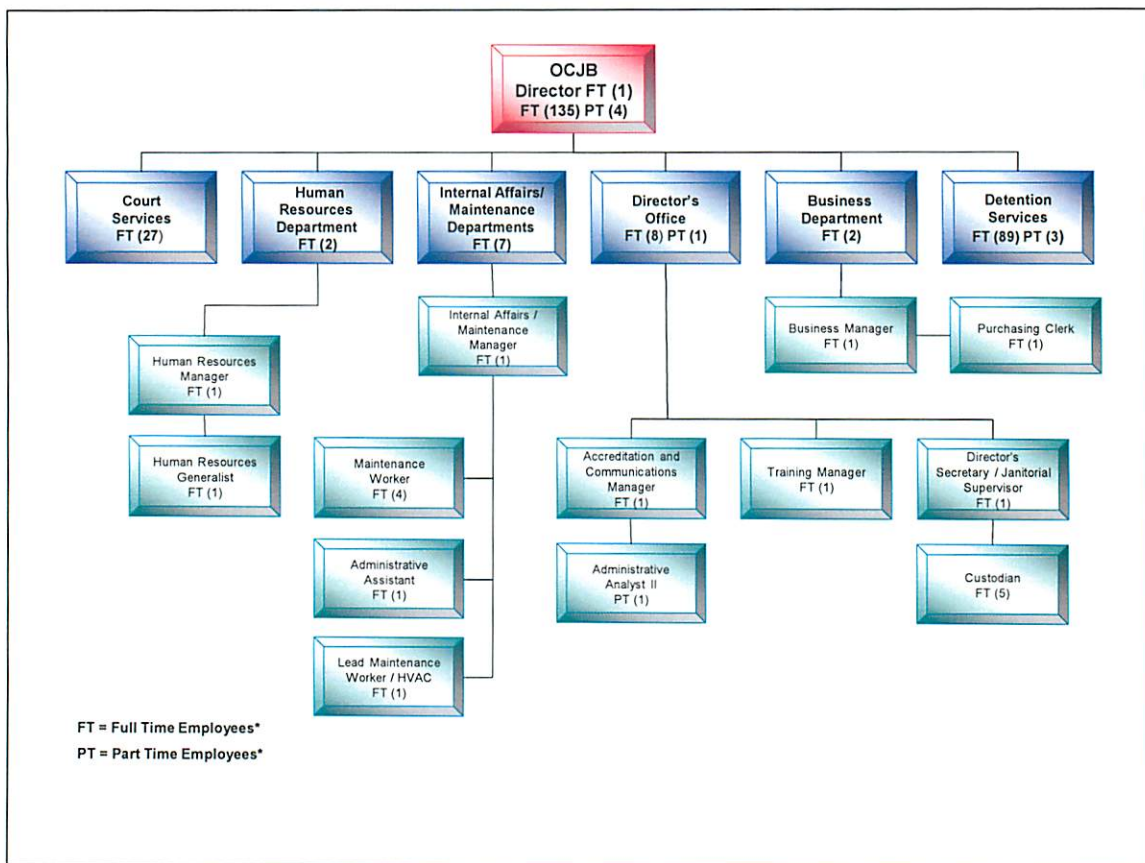 OCJB
Director FT (1)
FT (135) PT (4)
Court
Services
FT (27)
Human
Resources
Department
FT (2)
Internal Affairs/
Maintenance
Departments
FT (7)
Director's
Office
FT (8) PT (1)
Business
Department
FT (2)
Detention
Services
FT (89) PT (3)
Human Resources
Manager
FT (1)
Human Resources
Generalist
FT (1)
Internal Affairs /
Maintenance
Manager
FT (1)
Maintenance
Worker
FT (4)
Administrative
Assistant
FT (1)
Lead Maintenance
Worker / HVAC
FT (1)
Business Manager
FT (1)
Purchasing Clerk
FT (1)
Accreditation and
Communications
Manager
FT (1)
Training Manager
FT (1)
Director's
Secretary / Janitorial
Supervisor
FT (1)
Administrative
Analyst II
PT (1)
Custodian
FT (5)
FT = Full Time Employees*
PT = Part Time Employees*